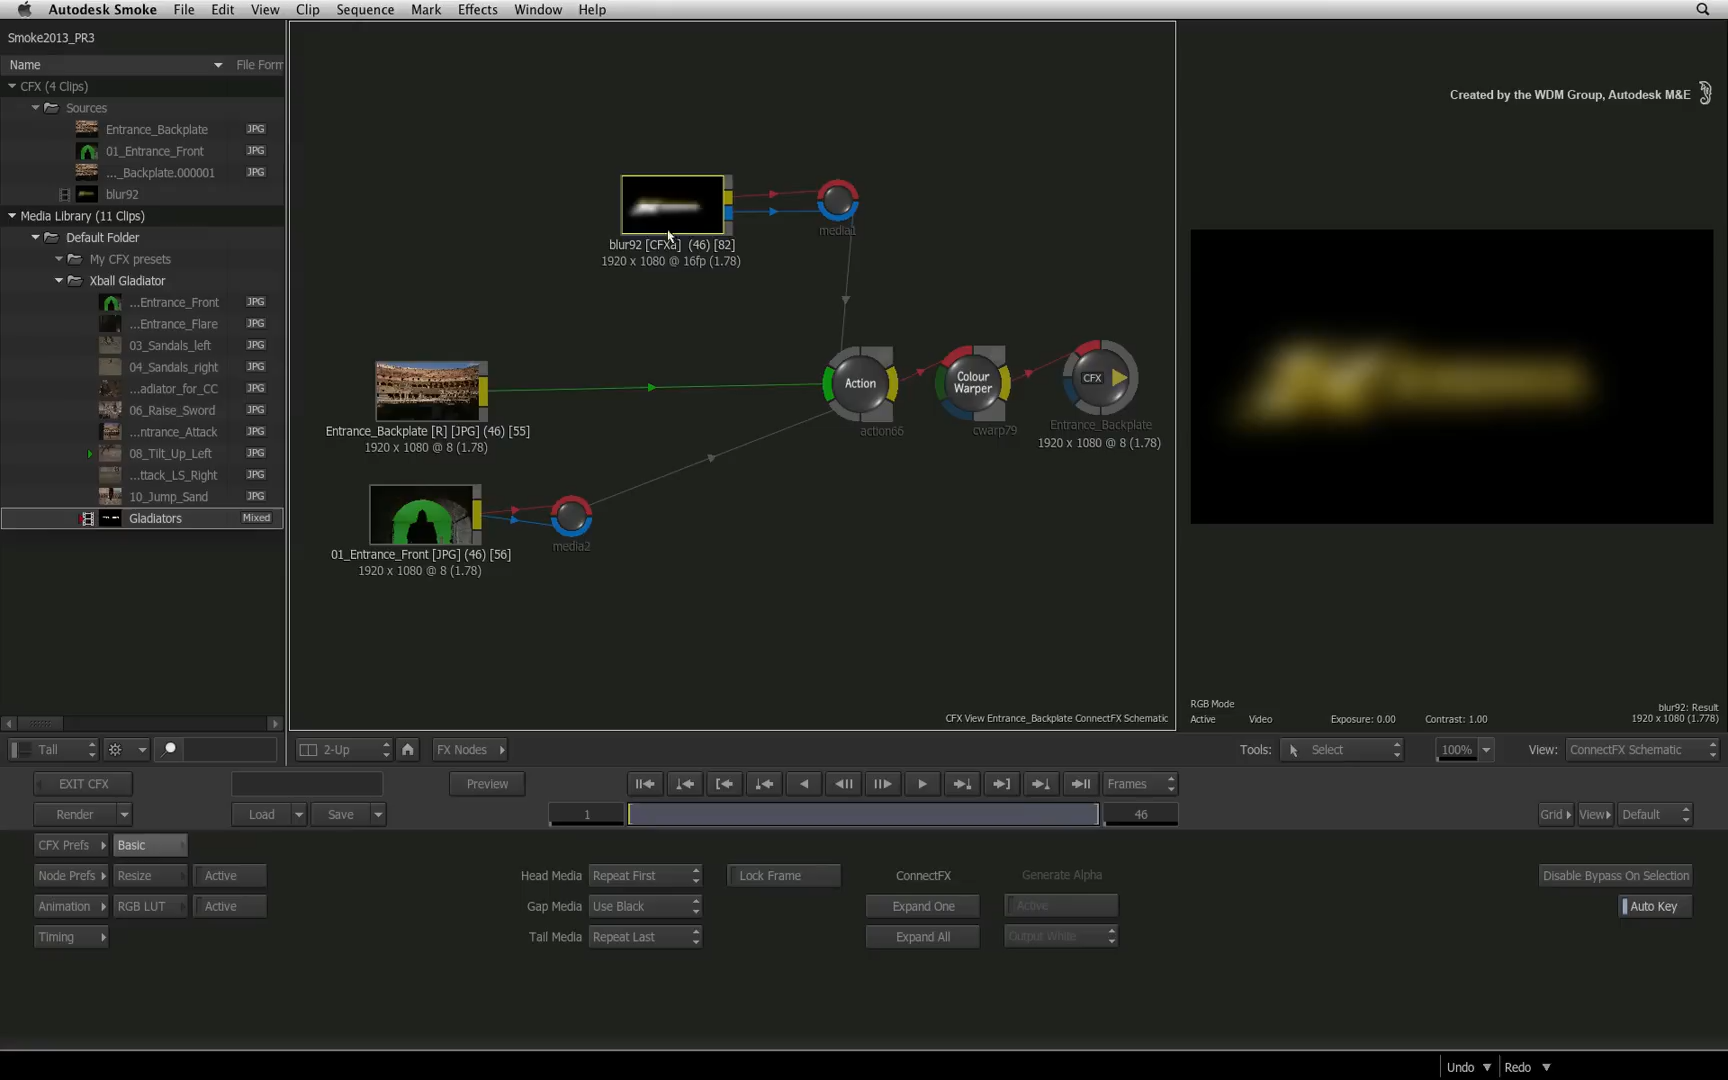 Autodesk Smoke File Edit View Clip Sequence Mark Effects Window Help
Smoke2013_PR3
Name File Form
CFX (4 Clips)
Sources
Entrance_Backplate JPG
01_Entrance_Front JPG
..._Backplate.000001 JPG
blur92
Media Library (11 Clips)
Default Folder
My CFX presets
Xball Gladiator
...Entrance_Front JPG
...Entrance_Flare JPG
03_Sandals_left JPG
04_Sandals_right JPG
...adiator_for_CC JPG
06_Raise_Sword JPG
...ntrance_Attack JPG
08_Tilt_Up_Left JPG
...ttack_LS_Right JPG
10_Jump_Sand JPG
Gladiators Mixed
Created by the WDM Group, Autodesk M&E
media1
blur92 [CFXa] (46) [82]
1920 x 1080 @ 16fp (1.78)
Action
Colour
Warper
CFX
Entrance_Backplate
action66
cwarp79
1920 x 1080 @ 8 (1.78)
Entrance_Backplate [R] [JPG] (46) [55]
1920 x 1080 @ 8 (1.78)
media2
01_Entrance_Front [JPG] (46) [56]
1920 x 1080 @ 8 (1.78)
CFX View Entrance_Backplate ConnectFX Schematic
RGB Mode
Active Video Exposure: 0.00 Contrast: 1.00
blur92: Result
1920 x 1080 (1.778)
Tall 2-Up FX Nodes Tools: Select 100% View: ConnectFX Schematic
EXIT CFX Preview Frames
Render Load Save 1 46 Grid View Default
CFX Prefs Basic
Node Prefs Resize Active Head Media Repeat First Lock Frame ConnectFX Generate Alpha Disable Bypass On Selection
Animation RGB LUT Active Gap Media Use Black Expand One Active Auto Key
Timing Tail Media Repeat Last Expand All Output White
Undo Redo